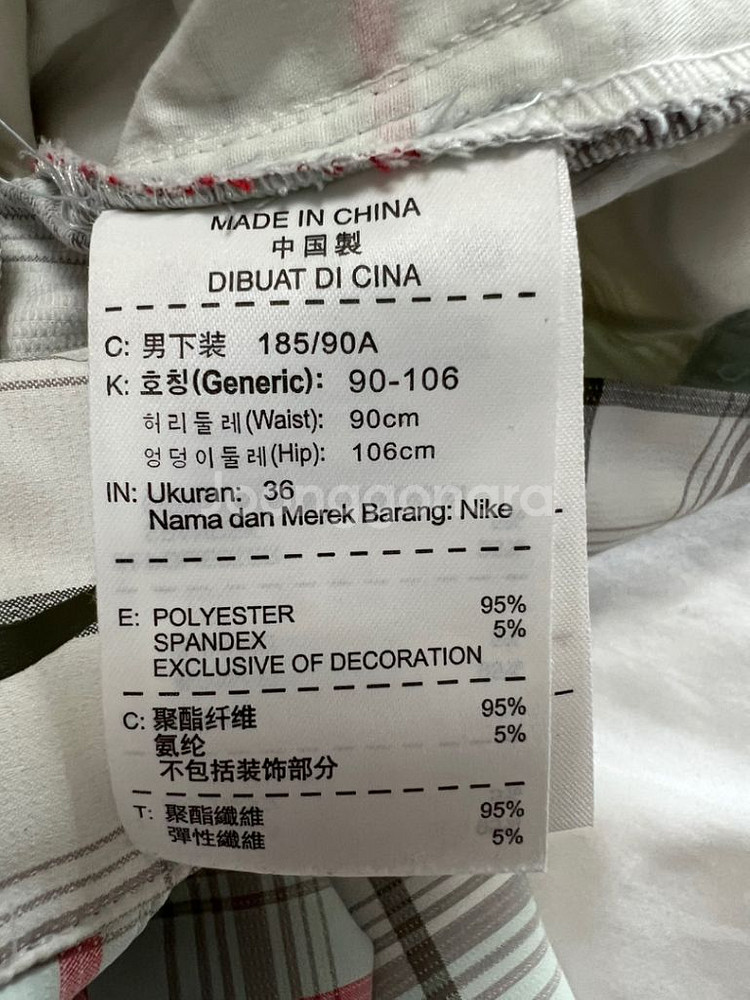 MADE IN CHINA
中国製
DIBUAT DI CINA
C: 男下装 185/90A
K: 호칭(Generic): 90-106
허리둘레(Waist): 90cm
엉덩이둘레(Hip): 106cm
IN: Ukuran: 36
Joonggonara
Nama dan Merek Barang: Nike
E: POLYESTER 95%
SPANDEX 5%
EXCLUSIVE OF DECORATION
C: 聚酯纤维 95%
氨纶 5%
不包括装饰部分
T: 聚酯纖維 95%
彈性纖維 5%